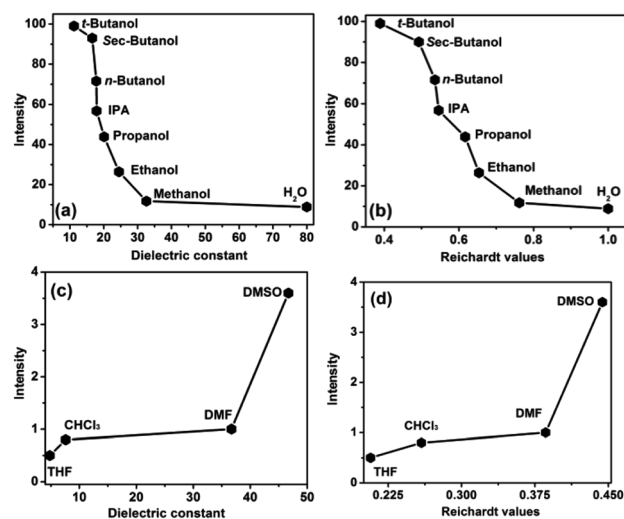 100
80
60
40
20
0
Intensity
t-Butanol
Sec-Butanol
n-Butanol
IPA
Propanol
Ethanol
Methanol
H₂O
(a)
10 20 30 40 50 60 70 80
Dielectric constant
100
80
60
40
20
0
Intensity
t-Butanol
Sec-Butanol
n-Butanol
IPA
Propanol
Ethanol
Methanol
H₂O
(b)
0.4 0.6 0.8 1.0
Reichardt values
4
3
2
1
0
Intensity
(c)
DMSO
DMF
CHCl₃
THF
10 20 30 40 50
Dielectric constant
4
3
2
1
0
Intensity
(d)
DMSO
DMF
CHCl₃
THF
0.225 0.300 0.375 0.450
Reichardt values